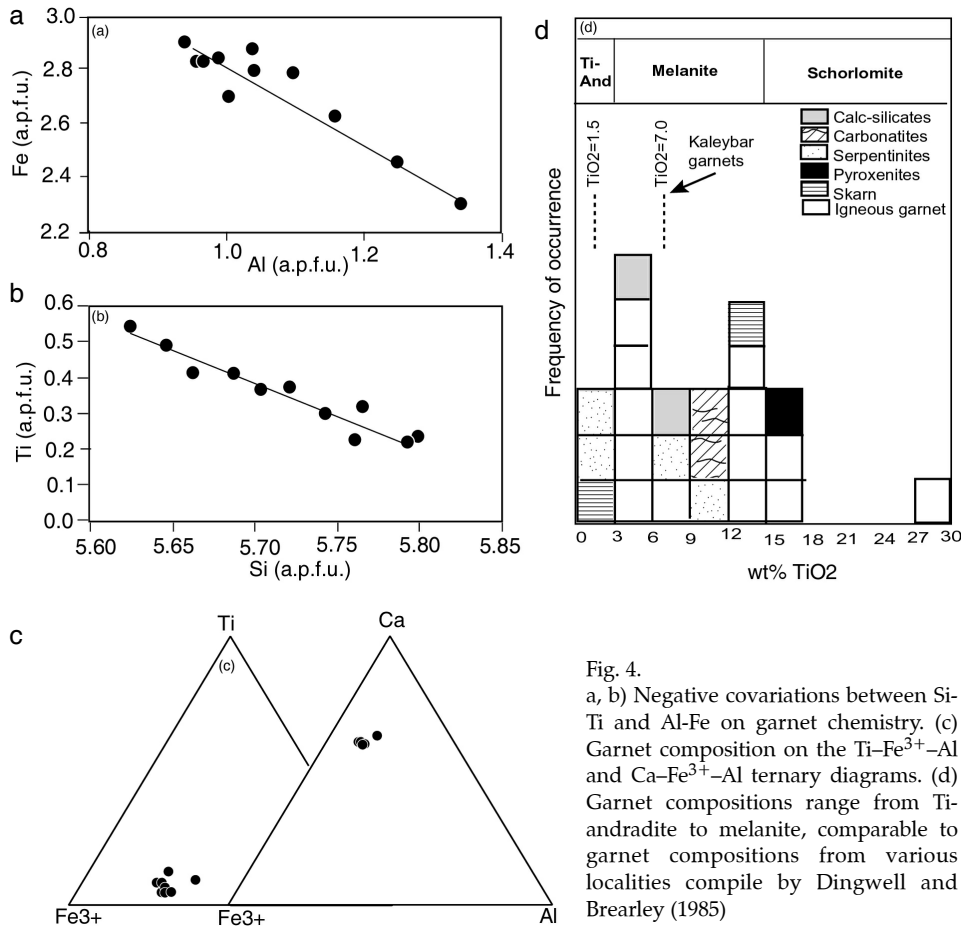 a
(a)
3.0
2.8
2.6
2.4
2.2
Fe (a.p.f.u.)
0.8
1.0
1.2
1.4
Al (a.p.f.u.)
b
(b)
0.6
0.5
0.4
0.3
0.2
0.1
0.0
Ti (a.p.f.u.)
5.60
5.65
5.70
5.75
5.80
5.85
Si (a.p.f.u.)
c
Ti
(c)
Fe3+
Ca
Fe3+
Al
d
(d)
Ti-
And
Melanite
Schorlomite
TiO2=1.5
TiO2=7.0
Kaleybar
garnets
Calc-silicates
Carbonatites
Serpentinites
Pyroxenites
Skarn
Igneous garnet
Frequency of occurrence
0 3 6 9 12 15 18 21 24 27 30
wt% TiO2
Fig. 4.
a, b) Negative covariations between Si-
Ti and Al-Fe on garnet chemistry. (c)
Garnet composition on the Ti–Fe³⁺–Al
and Ca–Fe³⁺–Al ternary diagrams. (d)
Garnet compositions range from Ti-
andradite to melanite, comparable to
garnet compositions from various
localities compile by Dingwell and
Brearley (1985)